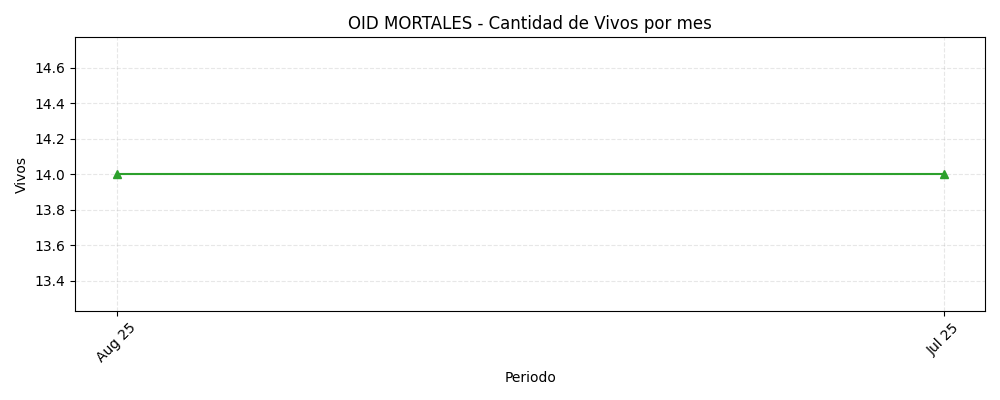 OID MORTALES - Cantidad de Vivos por mes
14.6
14.4
14.2
14.0
13.8
13.6
13.4
Vivos
Aug 25
Jul 25
Periodo